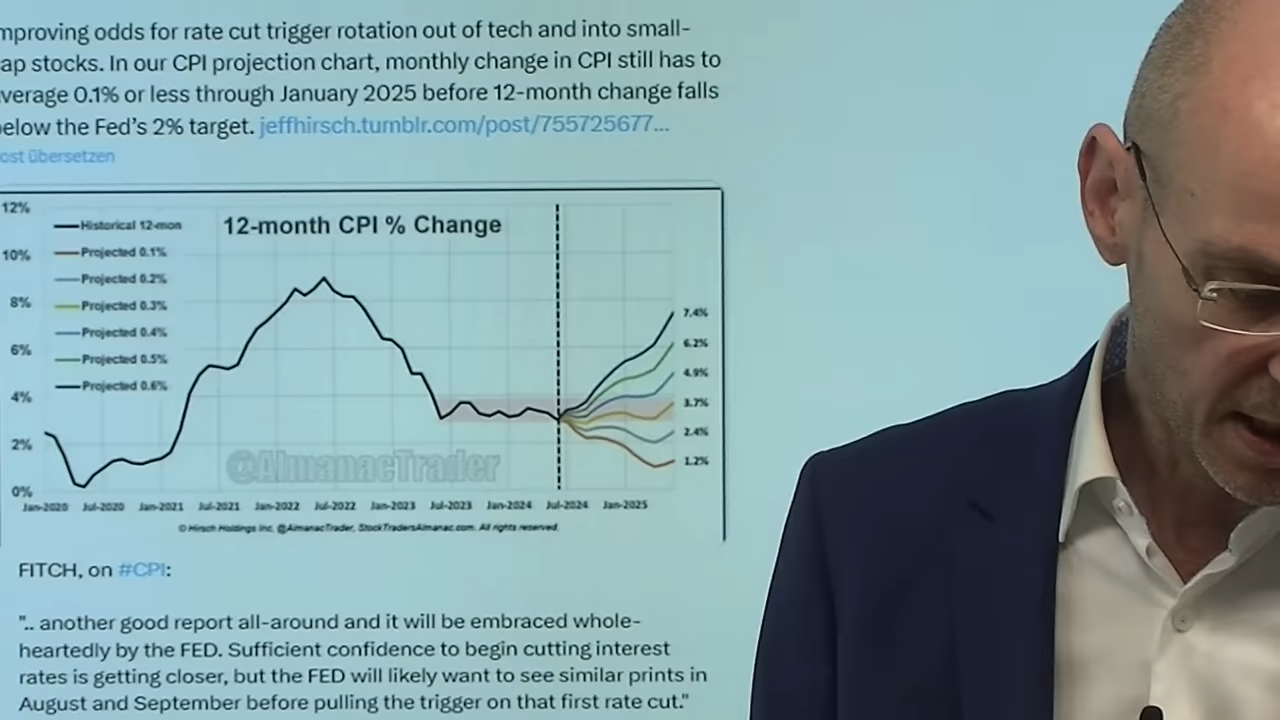 mproving odds for rate cut trigger rotation out of tech and into small-
ap stocks. In our CPI projection chart, monthly change in CPI still has to
verage 0.1% or less through January 2025 before 12-month change falls
elow the Fed's 2% target. jeffhirsch.tumblr.com/post/755725677...
ost übersetzen
12-month CPI % Change
12%
10%
8%
6%
4%
2%
0%
Historical 12-mon
Projected 0.1%
Projected 0.2%
Projected 0.3%
Projected 0.4%
Projected 0.5%
Projected 0.6%
7.4%
6.2%
4.9%
3.7%
2.4%
1.2%
@AlmanacTrader
Jan-2020 Jul-2020 Jan-2021 Jul-2021 Jan-2022 Jul-2022 Jan-2023 Jul-2023 Jan-2024 Jul-2024 Jan-2025
© Hirsch Holdings Inc, @AlmanacTrader, StockTradersAlmanac.com. All rights reserved.
FITCH, on #CPI:
".. another good report all-around and it will be embraced whole-
heartedly by the FED. Sufficient confidence to begin cutting interest
rates is getting closer, but the FED will likely want to see similar prints in
August and September before pulling the trigger on that first rate cut."